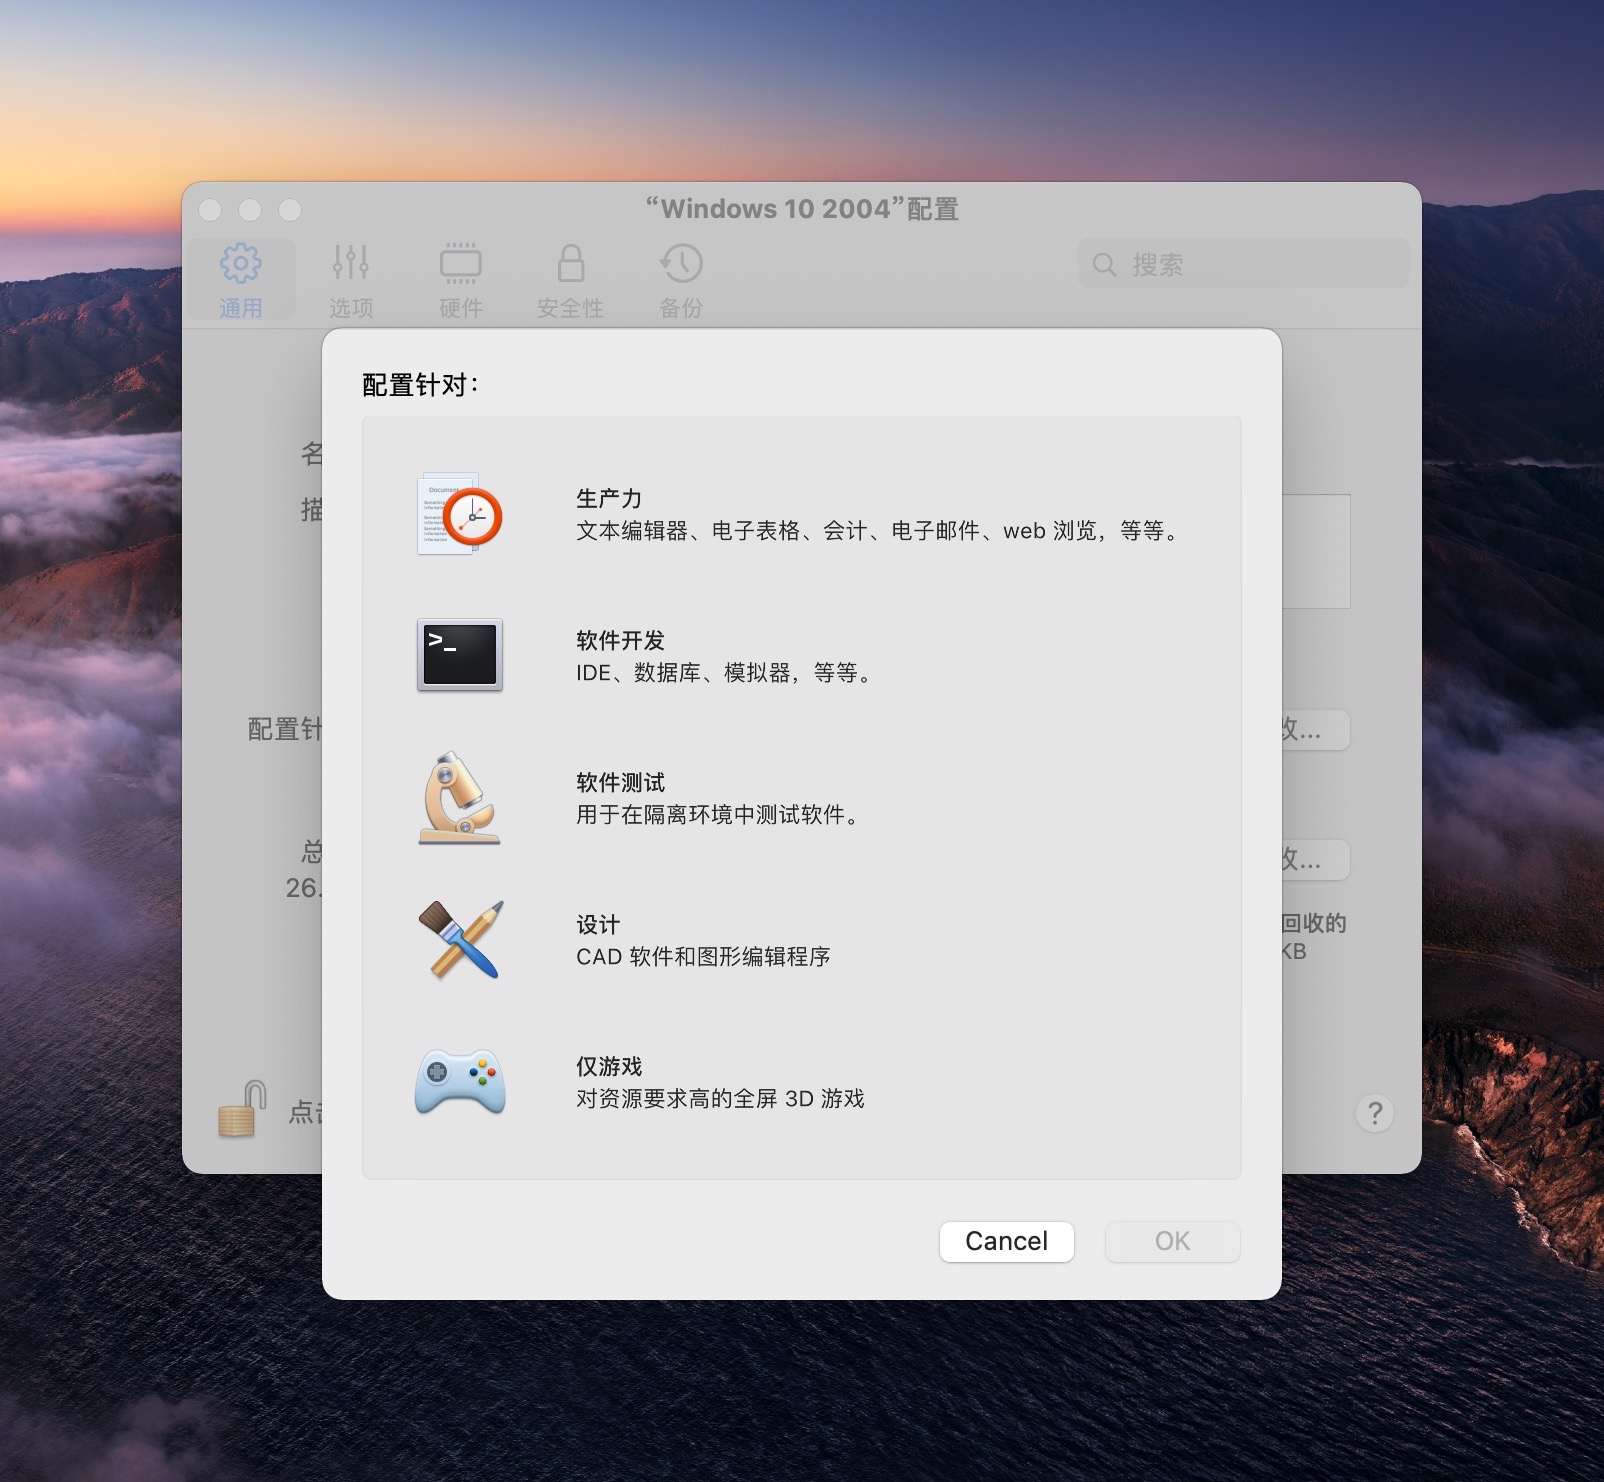 “Windows 10 2004”配置
通用
选项
硬件
安全性
备份
搜索
配置针对：
名
描
Document
生产力
文本编辑器、电子表格、会计、电子邮件、web 浏览，等等。
软件开发
IDE、数据库、模拟器，等等。
>_
配置针
改...
软件测试
用于在隔离环境中测试软件。
总
26.
改...
设计
CAD 软件和图形编辑程序
回收的
KB
仅游戏
对资源要求高的全屏 3D 游戏
点击
?
Cancel
OK